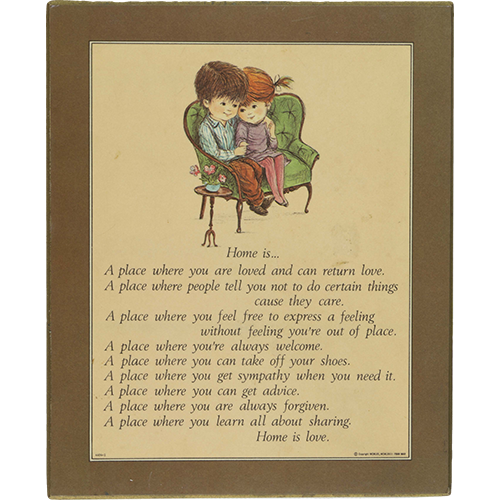 Home is...
A place where you are loved and can return love.
A place where people tell you not to do certain things
cause they care.
A place where you feel free to express a feeling
without feeling you're out of place.
A place where you're always welcome.
A place where you can take off your shoes.
A place where you get sympathy when you need it.
A place where you can get advice.
A place where you are always forgiven.
A place where you learn all about sharing.
Home is love.